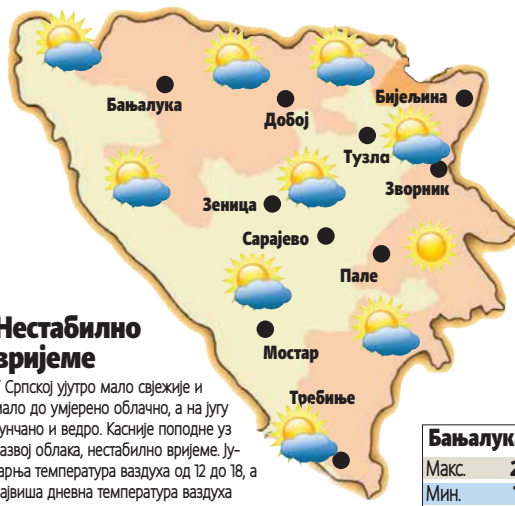 Бањалука
Добој
Бијељина
Тузла
Зворник
Зеница
Сарајево
Пале
Мостар
Требиње
Нестабилно
вријеме
Српској ујутро мало свјежије и
мало до умјерено облачно, а на југу
сунчано и ведро. Касније поподне уз
развој облака, нестабилно вријеме. Ју-
тарња температура ваздуха од 12 до 18, а
највиша дневна температура ваздуха
Бањалука
Макс.
Мин.